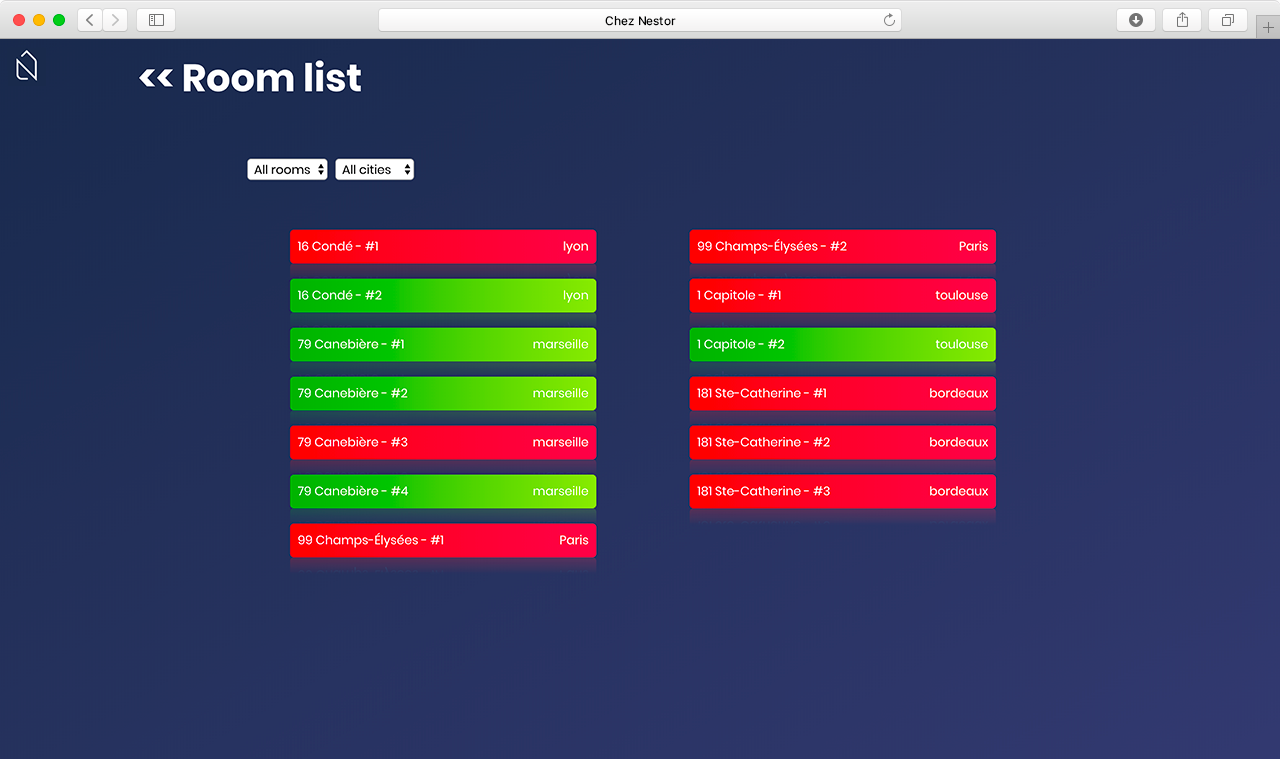 Chez Nestor
<< Room list
All rooms All cities
16 Condé - #1 lyon
16 Condé - #2 lyon
79 Canebière - #1 marseille
79 Canebière - #2 marseille
79 Canebière - #3 marseille
79 Canebière - #4 marseille
99 Champs-Élysées - #1 Paris
99 Champs-Élysées - #2 Paris
1 Capitole - #1 toulouse
1 Capitole - #2 toulouse
181 Ste-Catherine - #1 bordeaux
181 Ste-Catherine - #2 bordeaux
181 Ste-Catherine - #3 bordeaux